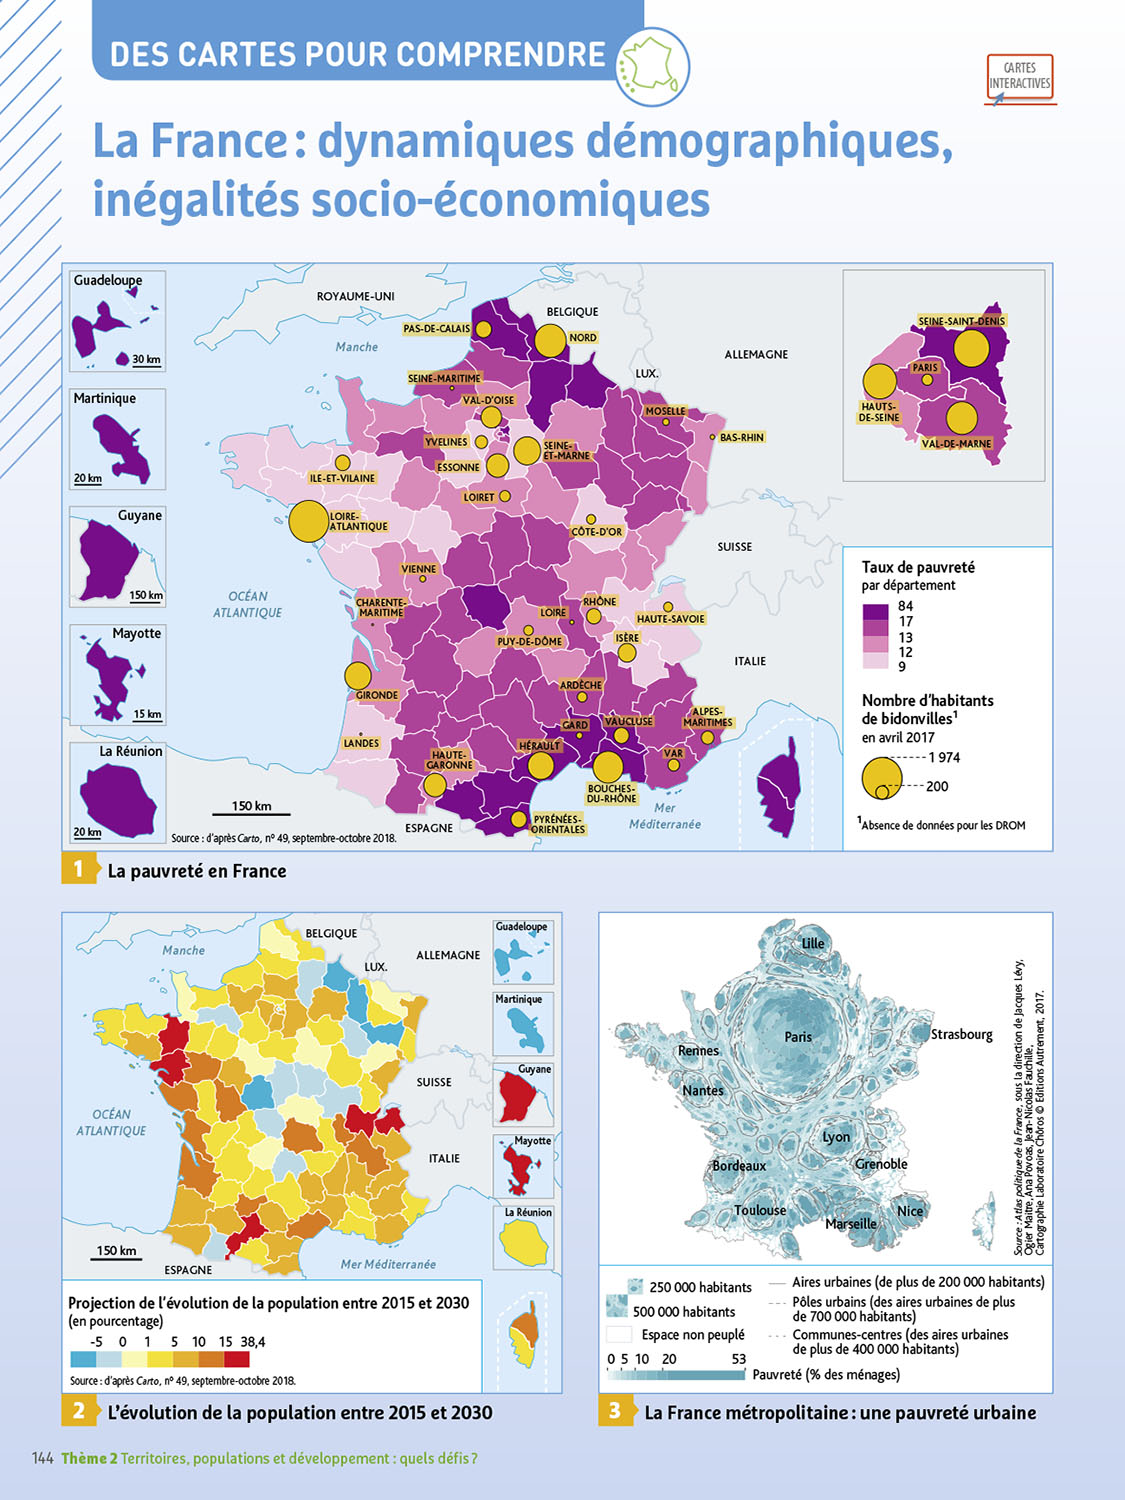 DES CARTES POUR COMPRENDRE
CARTES
INTERACTIVES
La France : dynamiques démographiques,
inégalités socio-économiques
Guadeloupe
30 km
Martinique
20 km
Guyane
150 km
Mayotte
15 km
La Réunion
20 km
ROYAUME-UNI
Manche
BELGIQUE
LUX.
ALLEMAGNE
SUISSE
ITALIE
ESPAGNE
OCÉAN
ATLANTIQUE
Mer
Méditerranée
PAS-DE-CALAIS
NORD
SEINE-MARITIME
VAL-D'OISE
MOSELLE
YVELINES
SEINE-
ET-MARNE
BAS-RHIN
ESSONNE
ILE-ET-VILAINE
LOIRET
LOIRE-
ATLANTIQUE
CÔTE-D'OR
VIENNE
CHARENTE-
MARITIME
LOIRE
RHÔNE
HAUTE-SAVOIE
PUY-DE-DÔME
ISÈRE
GIRONDE
ARDÈCHE
LANDES
GARD
VAUCLUSE
ALPES-
MARITIMES
HAUTE-
GARONNE
HÉRAULT
VAR
BOUCHES-
DU-RHÔNE
PYRÉNÉES-
ORIENTALES
SEINE-SAINT-DENIS
PARIS
HAUTS-
DE-SEINE
VAL-DE-MARNE
150 km
Source : d'après Carto, nº 49, septembre-octobre 2018.
Taux de pauvreté
par département
84
17
13
12
9
Nombre d'habitants
de bidonvilles¹
en avril 2017
1 974
200
¹Absence de données pour les DROM
1 La pauvreté en France
Manche
BELGIQUE
LUX.
ALLEMAGNE
SUISSE
ITALIE
OCÉAN
ATLANTIQUE
150 km
ESPAGNE
Mer Méditerranée
Guadeloupe
Martinique
Guyane
Mayotte
La Réunion
Projection de l'évolution de la population entre 2015 et 2030
(en pourcentage)
-5 0 1 5 10 15 38,4
Source : d'après Carto, nº 49, septembre-octobre 2018.
2 L'évolution de la population entre 2015 et 2030
Lille
Paris
Strasbourg
Rennes
Nantes
Lyon
Bordeaux
Grenoble
Toulouse
Marseille
Nice
Source : Atlas politique de la France, sous la direction de Jacques Lévy,
Ogier Maitre, Ana Povoas, Jean-Nicolas Fauchille,
Cartographie Laboratoire Chôros © Editions Autrement, 2017.
250 000 habitants
500 000 habitants
Espace non peuplé
0 5 10 20 53
Pauvreté (% des ménages)
Aires urbaines (de plus de 200 000 habitants)
Pôles urbains (des aires urbaines de plus
de 700 000 habitants)
Communes-centres (des aires urbaines
de plus de 400 000 habitants)
3 La France métropolitaine : une pauvreté urbaine
144 Thème 2 Territoires, populations et développement : quels défis ?